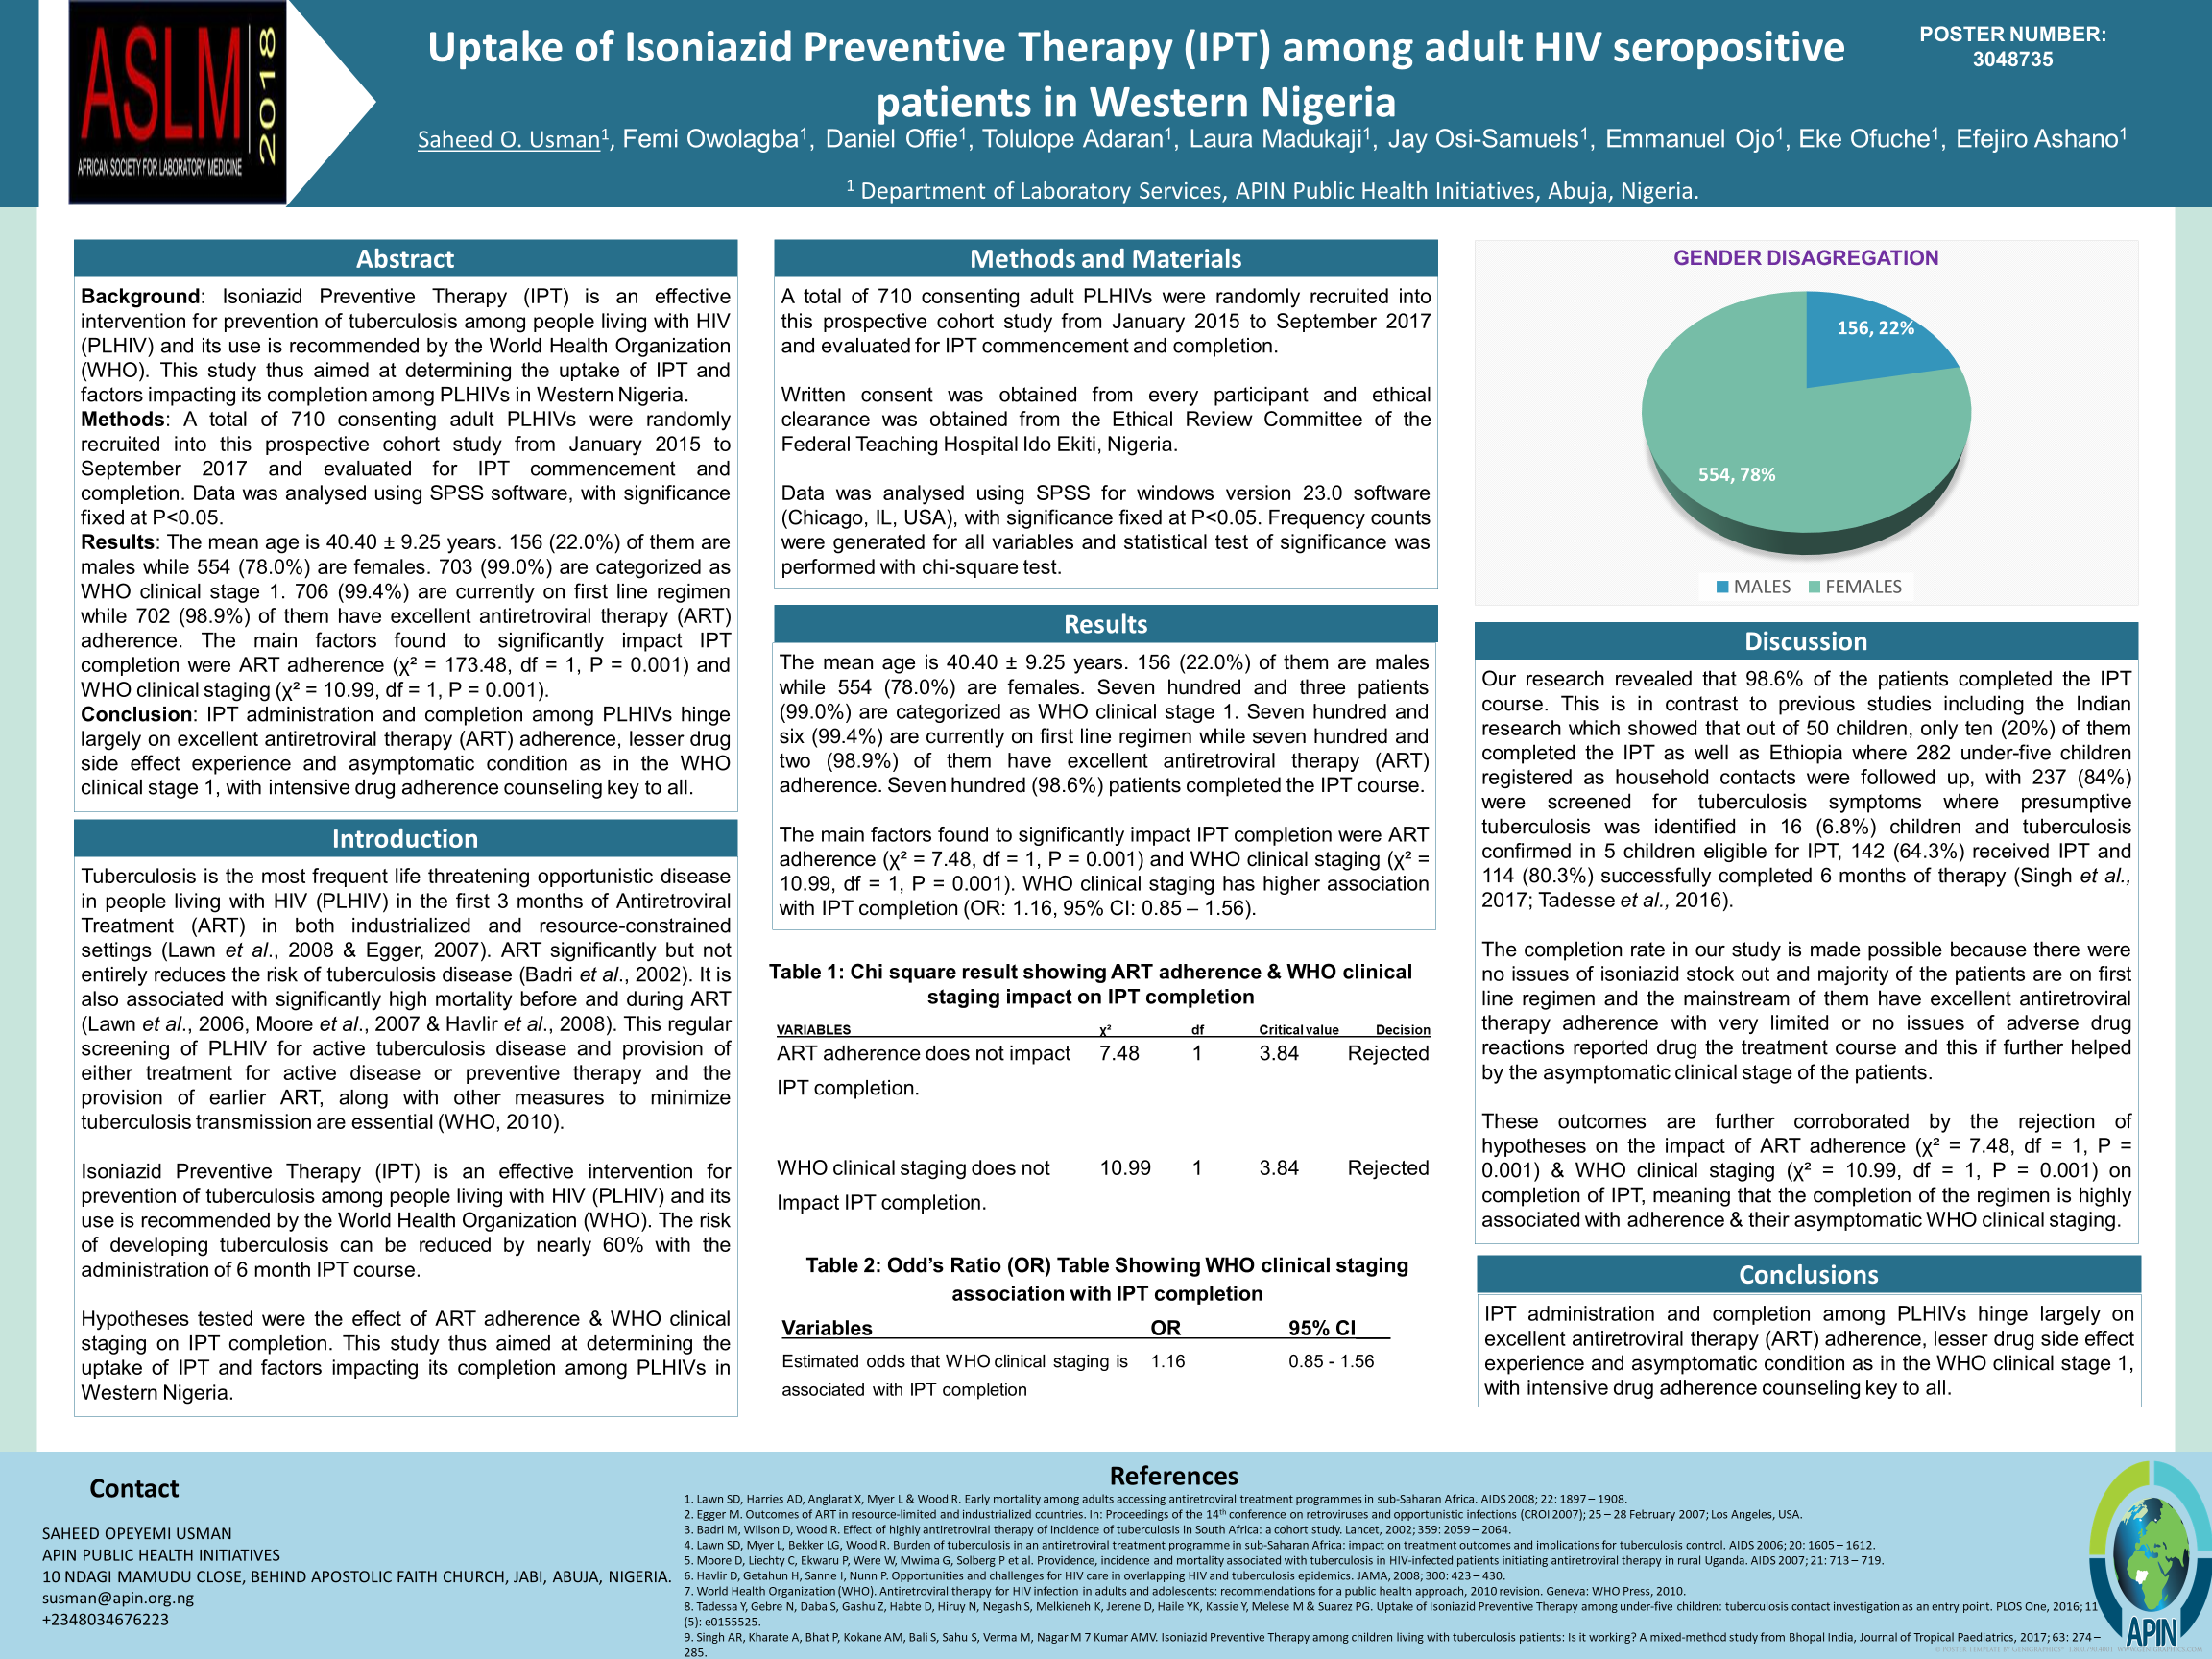 ASLM
2018
AFRICAN SOCIETY FOR LABORATORY MEDICINE
Uptake of Isoniazid Preventive Therapy (IPT) among adult HIV seropositive
patients in Western Nigeria
POSTER NUMBER:
3048735
Saheed O. Usman¹, Femi Owolagba¹, Daniel Offie¹, Tolulope Adaran¹, Laura Madukaji¹, Jay Osi-Samuels¹, Emmanuel Ojo¹, Eke Ofuche¹, Efejiro Ashano¹
¹ Department of Laboratory Services, APIN Public Health Initiatives, Abuja, Nigeria.
Abstract
Background: Isoniazid Preventive Therapy (IPT) is an effective
intervention for prevention of tuberculosis among people living with HIV
(PLHIV) and its use is recommended by the World Health Organization
(WHO). This study thus aimed at determining the uptake of IPT and
factors impacting its completion among PLHIVs in Western Nigeria.
Methods: A total of 710 consenting adult PLHIVs were randomly
recruited into this prospective cohort study from January 2015 to
September 2017 and evaluated for IPT commencement and
completion. Data was analysed using SPSS software, with significance
fixed at P<0.05.
Results: The mean age is 40.40 ± 9.25 years. 156 (22.0%) of them are
males while 554 (78.0%) are females. 703 (99.0%) are categorized as
WHO clinical stage 1. 706 (99.4%) are currently on first line regimen
while 702 (98.9%) of them have excellent antiretroviral therapy (ART)
adherence. The main factors found to significantly impact IPT
completion were ART adherence (χ² = 173.48, df = 1, P = 0.001) and
WHO clinical staging (χ² = 10.99, df = 1, P = 0.001).
Conclusion: IPT administration and completion among PLHIVs hinge
largely on excellent antiretroviral therapy (ART) adherence, lesser drug
side effect experience and asymptomatic condition as in the WHO
clinical stage 1, with intensive drug adherence counseling key to all.
Introduction
Tuberculosis is the most frequent life threatening opportunistic disease
in people living with HIV (PLHIV) in the first 3 months of Antiretroviral
Treatment (ART) in both industrialized and resource-constrained
settings (Lawn et al., 2008 & Egger, 2007). ART significantly but not
entirely reduces the risk of tuberculosis disease (Badri et al., 2002). It is
also associated with significantly high mortality before and during ART
(Lawn et al., 2006, Moore et al., 2007 & Havlir et al., 2008). This regular
screening of PLHIV for active tuberculosis disease and provision of
either treatment for active disease or preventive therapy and the
provision of earlier ART, along with other measures to minimize
tuberculosis transmission are essential (WHO, 2010).
Isoniazid Preventive Therapy (IPT) is an effective intervention for
prevention of tuberculosis among people living with HIV (PLHIV) and its
use is recommended by the World Health Organization (WHO). The risk
of developing tuberculosis can be reduced by nearly 60% with the
administration of 6 month IPT course.
Hypotheses tested were the effect of ART adherence & WHO clinical
staging on IPT completion. This study thus aimed at determining the
uptake of IPT and factors impacting its completion among PLHIVs in
Western Nigeria.
Methods and Materials
A total of 710 consenting adult PLHIVs were randomly recruited into
this prospective cohort study from January 2015 to September 2017
and evaluated for IPT commencement and completion.
Written consent was obtained from every participant and ethical
clearance was obtained from the Ethical Review Committee of the
Federal Teaching Hospital Ido Ekiti, Nigeria.
Data was analysed using SPSS for windows version 23.0 software
(Chicago, IL, USA), with significance fixed at P<0.05. Frequency counts
were generated for all variables and statistical test of significance was
performed with chi-square test.
Results
The mean age is 40.40 ± 9.25 years. 156 (22.0%) of them are males
while 554 (78.0%) are females. Seven hundred and three patients
(99.0%) are categorized as WHO clinical stage 1. Seven hundred and
six (99.4%) are currently on first line regimen while seven hundred and
two (98.9%) of them have excellent antiretroviral therapy (ART)
adherence. Seven hundred (98.6%) patients completed the IPT course.
The main factors found to significantly impact IPT completion were ART
adherence (χ² = 7.48, df = 1, P = 0.001) and WHO clinical staging (χ² =
10.99, df = 1, P = 0.001). WHO clinical staging has higher association
with IPT completion (OR: 1.16, 95% CI: 0.85 – 1.56).
Table 1: Chi square result showing ART adherence & WHO clinical
staging impact on IPT completion
VARIABLES χ² df Critical value Decision
ART adherence does not impact 7.48 1 3.84 Rejected
IPT completion.
WHO clinical staging does not 10.99 1 3.84 Rejected
Impact IPT completion.
Table 2: Odd's Ratio (OR) Table Showing WHO clinical staging
association with IPT completion
Variables OR 95% CI
Estimated odds that WHO clinical staging is 1.16 0.85 - 1.56
associated with IPT completion
GENDER DISAGREGATION
156, 22%
554, 78%
MALES FEMALES
Discussion
Our research revealed that 98.6% of the patients completed the IPT
course. This is in contrast to previous studies including the Indian
research which showed that out of 50 children, only ten (20%) of them
completed the IPT as well as Ethiopia where 282 under-five children
registered as household contacts were followed up, with 237 (84%)
were screened for tuberculosis symptoms where presumptive
tuberculosis was identified in 16 (6.8%) children and tuberculosis
confirmed in 5 children eligible for IPT, 142 (64.3%) received IPT and
114 (80.3%) successfully completed 6 months of therapy (Singh et al.,
2017; Tadesse et al., 2016).
The completion rate in our study is made possible because there were
no issues of isoniazid stock out and majority of the patients are on first
line regimen and the mainstream of them have excellent antiretroviral
therapy adherence with very limited or no issues of adverse drug
reactions reported drug the treatment course and this if further helped
by the asymptomatic clinical stage of the patients.
These outcomes are further corroborated by the rejection of
hypotheses on the impact of ART adherence (χ² = 7.48, df = 1, P =
0.001) & WHO clinical staging (χ² = 10.99, df = 1, P = 0.001) on
completion of IPT, meaning that the completion of the regimen is highly
associated with adherence & their asymptomatic WHO clinical staging.
Conclusions
IPT administration and completion among PLHIVs hinge largely on
excellent antiretroviral therapy (ART) adherence, lesser drug side effect
experience and asymptomatic condition as in the WHO clinical stage 1,
with intensive drug adherence counseling key to all.
Contact
SAHEED OPEYEMI USMAN
APIN PUBLIC HEALTH INITIATIVES
10 NDAGI MAMUDU CLOSE, BEHIND APOSTOLIC FAITH CHURCH, JABI, ABUJA, NIGERIA.
susman@apin.org.ng
+2348034676223
References
1. Lawn SD, Harries AD, Anglarat X, Myer L & Wood R. Early mortality among adults accessing antiretroviral treatment programmes in sub-Saharan Africa. AIDS 2008; 22: 1897 – 1908.
2. Egger M. Outcomes of ART in resource-limited and industrialized countries. In: Proceedings of the 14th conference on retroviruses and opportunistic infections (CROI 2007); 25 – 28 February 2007; Los Angeles, USA.
3. Badri M, Wilson D, Wood R. Effect of highly antiretroviral therapy of incidence of tuberculosis in South Africa: a cohort study. Lancet, 2002; 359: 2059 – 2064.
4. Lawn SD, Myer L, Bekker LG, Wood R. Burden of tuberculosis in an antiretroviral treatment programme in sub-Saharan Africa: impact on treatment outcomes and implications for tuberculosis control. AIDS 2006; 20: 1605 – 1612.
5. Moore D, Liechty C, Ekwaru P, Were W, Mwima G, Solberg P et al. Providence, incidence and mortality associated with tuberculosis in HIV-infected patients initiating antiretroviral therapy in rural Uganda. AIDS 2007; 21: 713 – 719.
6. Havlir D, Getahun H, Sanne I, Nunn P. Opportunities and challenges for HIV care in overlapping HIV and tuberculosis epidemics. JAMA, 2008; 300: 423 – 430.
7. World Health Organization (WHO). Antiretroviral therapy for HIV infection in adults and adolescents: recommendations for a public health approach, 2010 revision. Geneva: WHO Press, 2010.
8. Tadessa Y, Gebre N, Daba S, Gashu Z, Habte D, Hiruy N, Negash S, Melkieneh K, Jerene D, Haile YK, Kassie Y, Melese M & Suarez PG. Uptake of Isoniazid Preventive Therapy among under-five children: tuberculosis contact investigation as an entry point. PLOS One, 2016; 11
(5): e0155525.
9. Singh AR, Kharate A, Bhat P, Kokane AM, Bali S, Sahu S, Verma M, Nagar M 7 Kumar AMV. Isoniazid Preventive Therapy among children living with tuberculosis patients: Is it working? A mixed-method study from Bhopal India, Journal of Tropical Paediatrics, 2017; 63: 274 –
285.
APIN